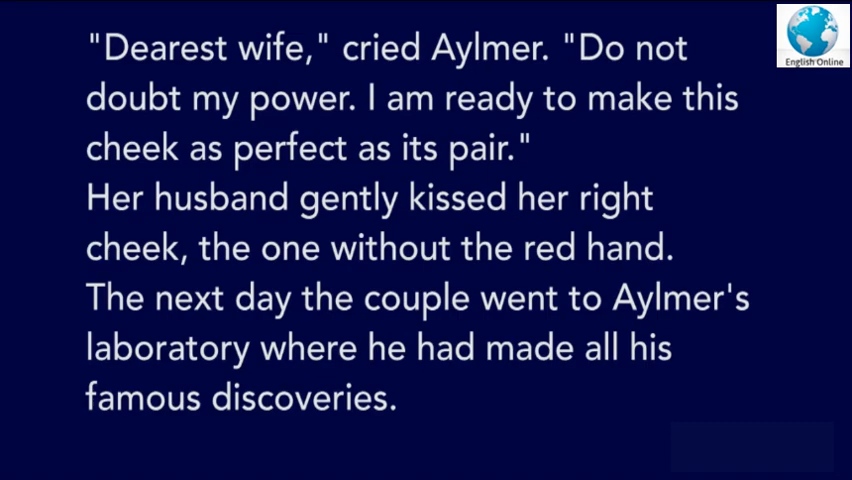 "Dearest wife," cried Aylmer. "Do not
doubt my power. I am ready to make this
cheek as perfect as its pair."
Her husband gently kissed her right
cheek, the one without the red hand.
The next day the couple went to Aylmer's
laboratory where he had made all his
famous discoveries.
English Online